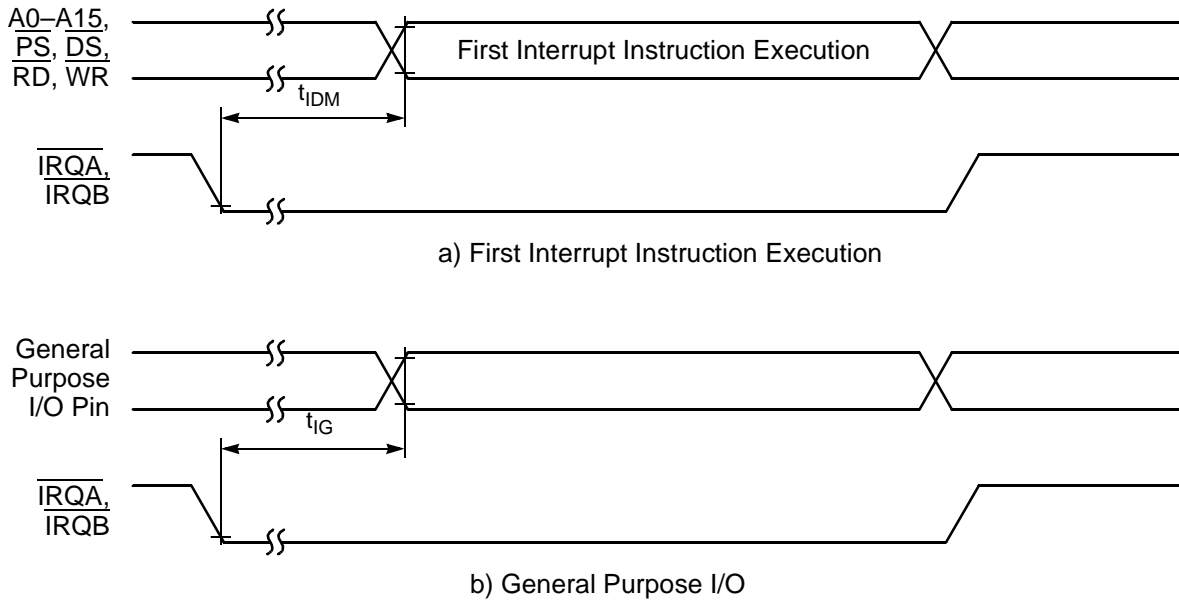 A0–A15,
PS, DS,
RD, WR
First Interrupt Instruction Execution
tIDM
IRQA,
IRQB
a) First Interrupt Instruction Execution
General
Purpose
I/O Pin
tIG
IRQA,
IRQB
b) General Purpose I/O